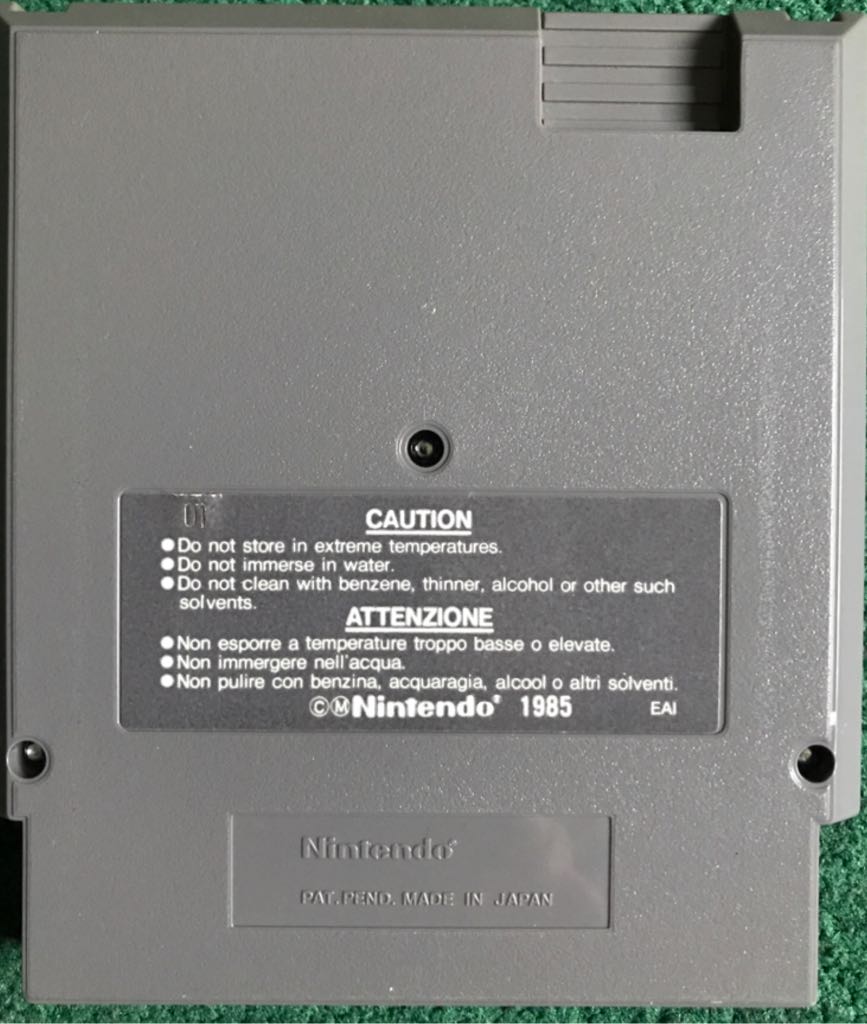 01
CAUTION
●Do not store in extreme temperatures.
●Do not immerse in water.
●Do not clean with benzene, thinner, alcohol or other such
solvents.
ATTENZIONE
●Non esporre a temperature troppo basse o elevate.
●Non immergere nell'acqua.
●Non pulire con benzina, acquaragia, alcool o altri solventi.
©Ⓜ Nintendo® 1985 EAI
Nintendo®
PAT. PEND. MADE IN JAPAN